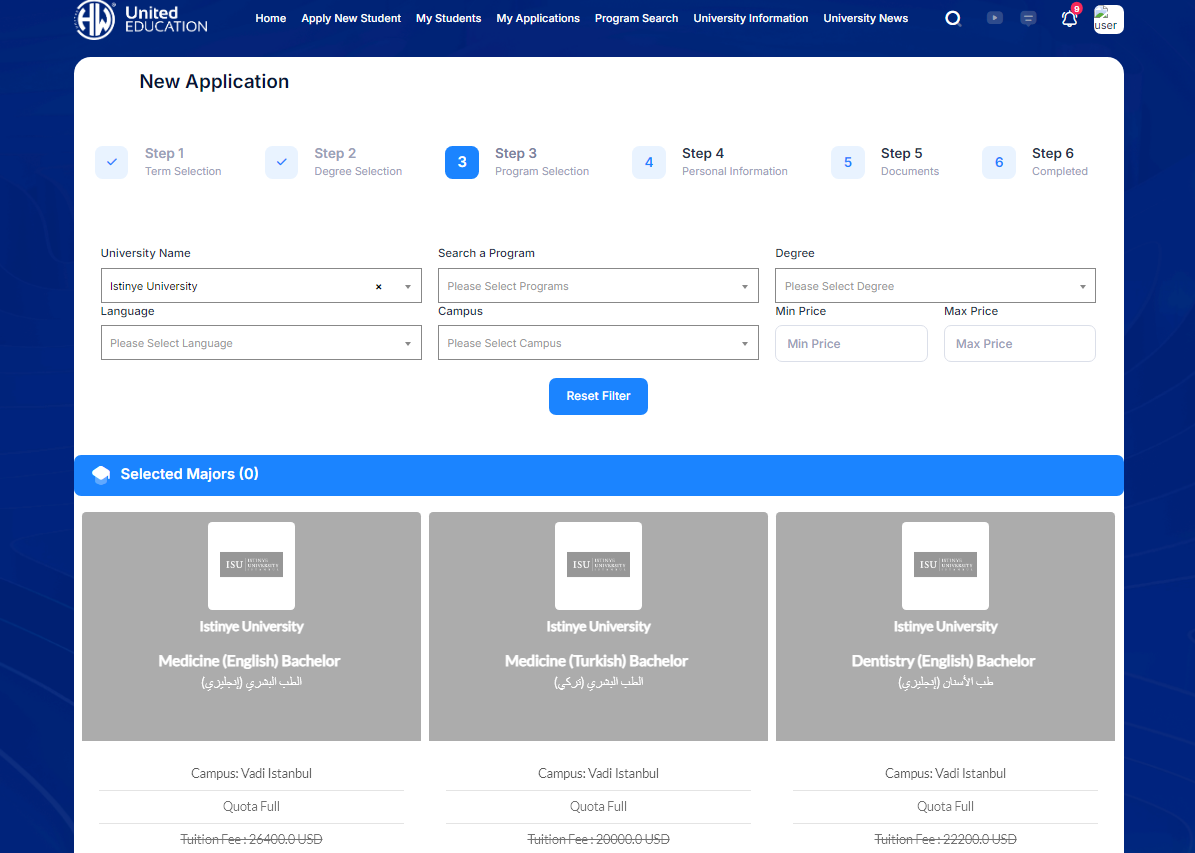 United
EDUCATION
Home Apply New Student My Students My Applications Program Search University Information University News
9
user
New Application
Step 1
Term Selection
Step 2
Degree Selection
3
Step 3
Program Selection
4
Step 4
Personal Information
5
Step 5
Documents
6
Step 6
Completed
University Name
Search a Program
Degree
Istinye University ×
Please Select Programs
Please Select Degree
Language
Campus
Min Price
Max Price
Please Select Language
Please Select Campus
Min Price
Max Price
Reset Filter
Selected Majors (0)
ISU ISTINYE UNIVERSITY ISTANBUL
Istinye University
Medicine (English) Bachelor
الطب البشري (إنجليزي)
Campus: Vadi Istanbul
Quota Full
Tuition Fee : 26400.0 USD
ISU ISTINYE UNIVERSITY ISTANBUL
Istinye University
Medicine (Turkish) Bachelor
الطب البشري (تركي)
Campus: Vadi Istanbul
Quota Full
Tuition Fee : 20000.0 USD
ISU ISTINYE UNIVERSITY ISTANBUL
Istinye University
Dentistry (English) Bachelor
طب الأسنان (إنجليزي)
Campus: Vadi Istanbul
Quota Full
Tuition Fee : 22200.0 USD